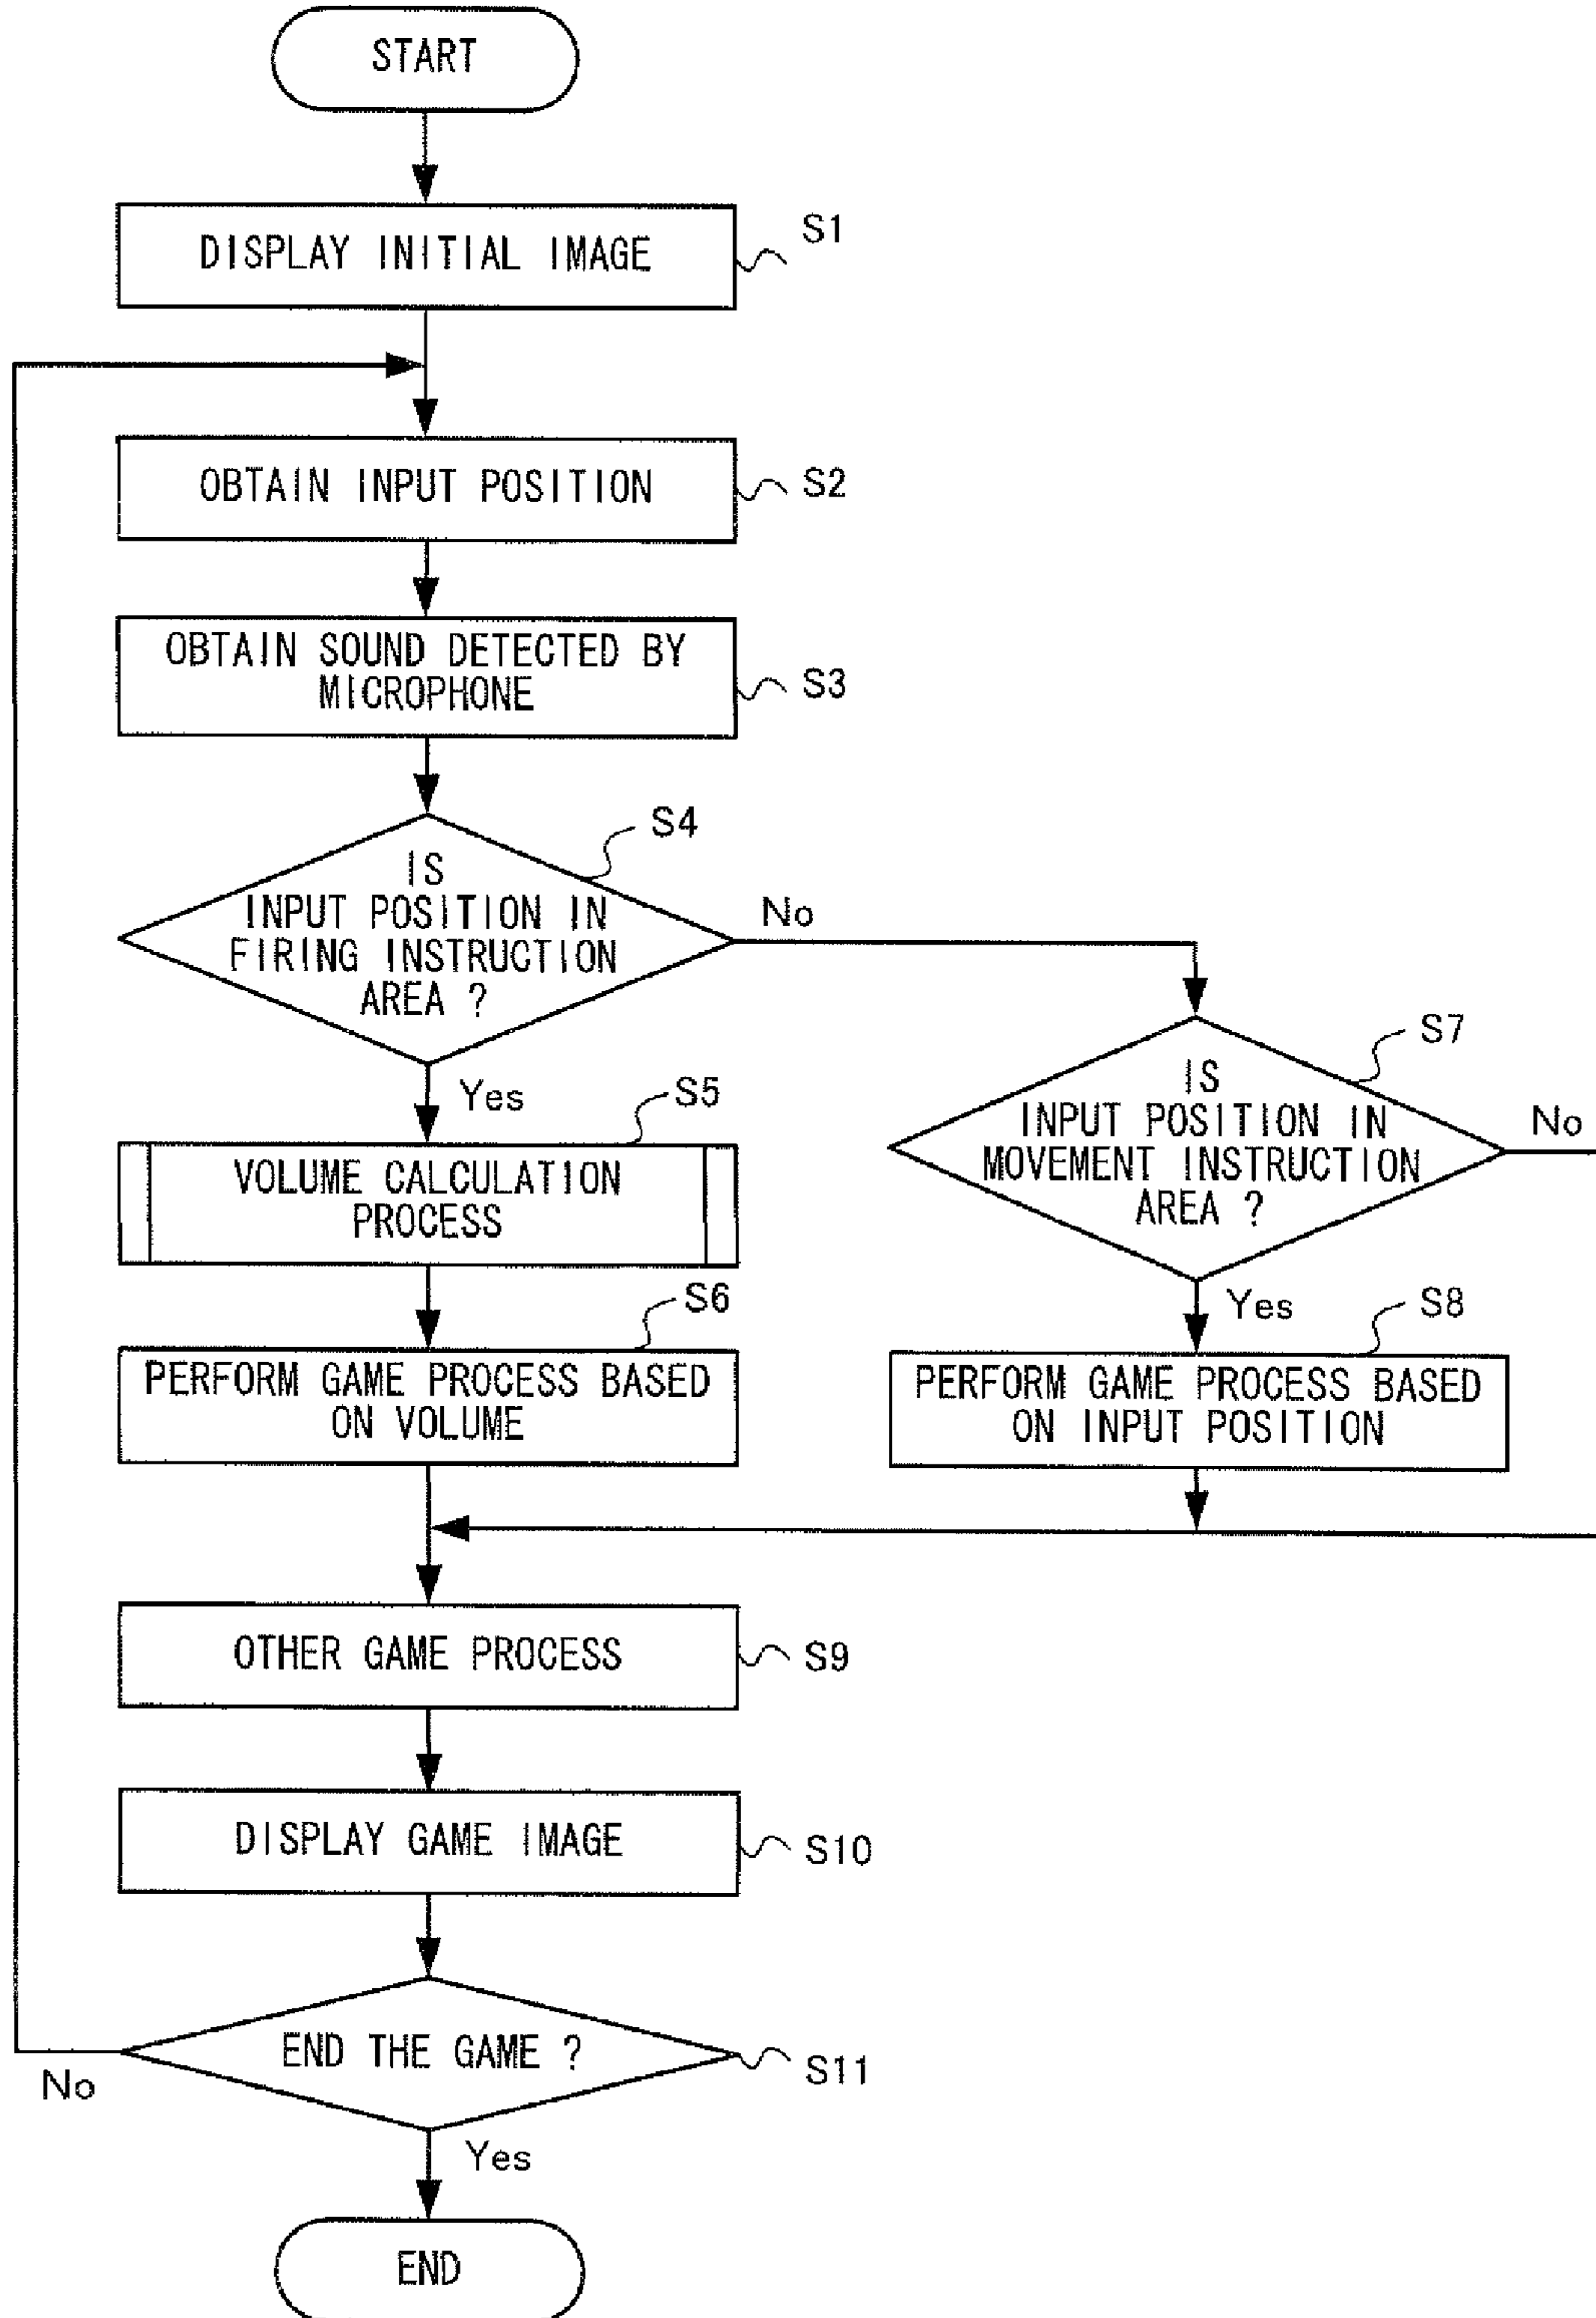 START
DISPLAY INITIAL IMAGE
S1
OBTAIN INPUT POSITION
S2
OBTAIN SOUND DETECTED BY
MICROPHONE
S3
S4
IS
INPUT POSITION IN
FIRING INSTRUCTION
AREA ?
No
Yes
S5
VOLUME CALCULATION
PROCESS
S6
PERFORM GAME PROCESS BASED
ON VOLUME
S7
IS
INPUT POSITION IN
MOVEMENT INSTRUCTION
AREA ?
No
Yes
S8
PERFORM GAME PROCESS BASED
ON INPUT POSITION
OTHER GAME PROCESS
S9
DISPLAY GAME IMAGE
S10
END THE GAME ?
S11
No
Yes
END